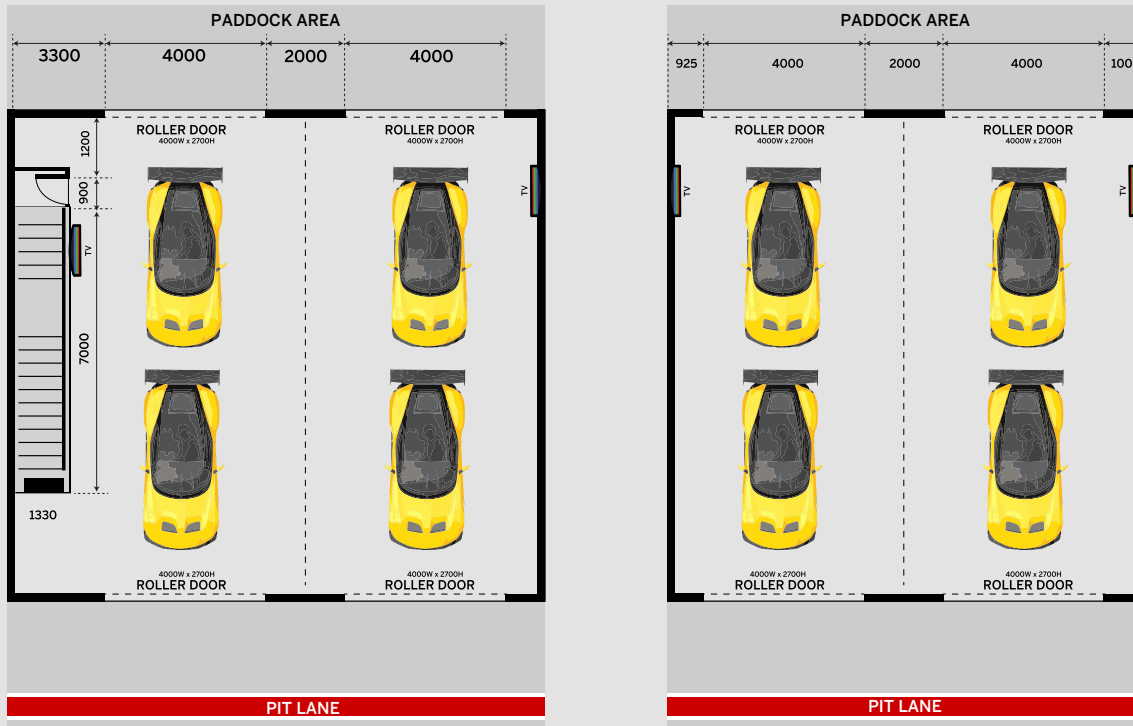 PADDOCK AREA
3300
4000
2000
4000
ROLLER DOOR
4000W x 2700H
ROLLER DOOR
4000W x 2700H
1200
900
TV
TV
7000
1330
4000W x 2700H
ROLLER DOOR
4000W x 2700H
ROLLER DOOR
PIT LANE
PADDOCK AREA
925
4000
2000
4000
100
ROLLER DOOR
4000W x 2700H
ROLLER DOOR
4000W x 2700H
TV
TV
4000W x 2700H
ROLLER DOOR
4000W x 2700H
ROLLER DOOR
PIT LANE